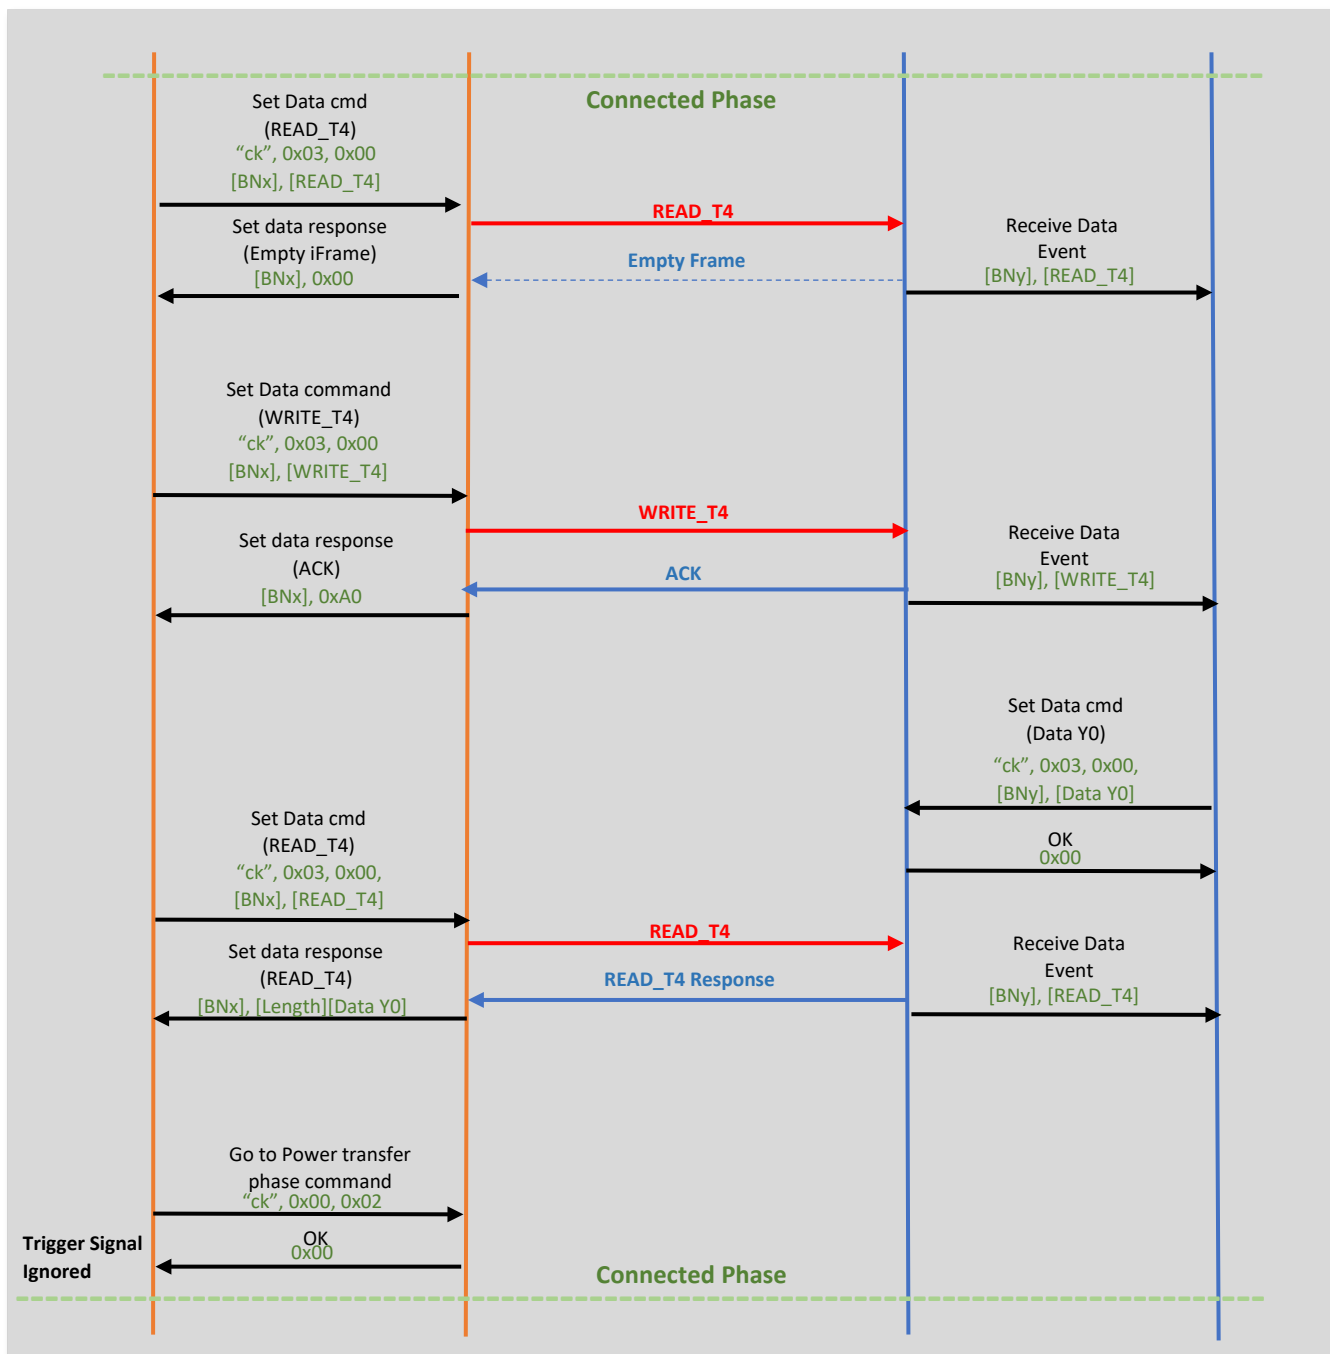 Connected Phase
Set Data cmd
(READ_T4)
“ck”, 0x03, 0x00
[BNx], [READ_T4]
READ_T4
Set data response
(Empty iFrame)
[BNx], 0x00
Empty Frame
Receive Data
Event
[BNy], [READ_T4]
Set Data command
(WRITE_T4)
“ck”, 0x03, 0x00
[BNx], [WRITE_T4]
WRITE_T4
Set data response
(ACK)
[BNx], 0xA0
ACK
Receive Data
Event
[BNy], [WRITE_T4]
Set Data cmd
(Data Y0)
“ck”, 0x03, 0x00,
[BNy], [Data Y0]
OK
0x00
Set Data cmd
(READ_T4)
“ck”, 0x03, 0x00,
[BNx], [READ_T4]
READ_T4
Set data response
(READ_T4)
[BNx], [Length][Data Y0]
READ_T4 Response
Receive Data
Event
[BNy], [READ_T4]
Go to Power transfer
phase command
“ck”, 0x00, 0x02
Trigger Signal
Ignored
OK
0x00
Connected Phase